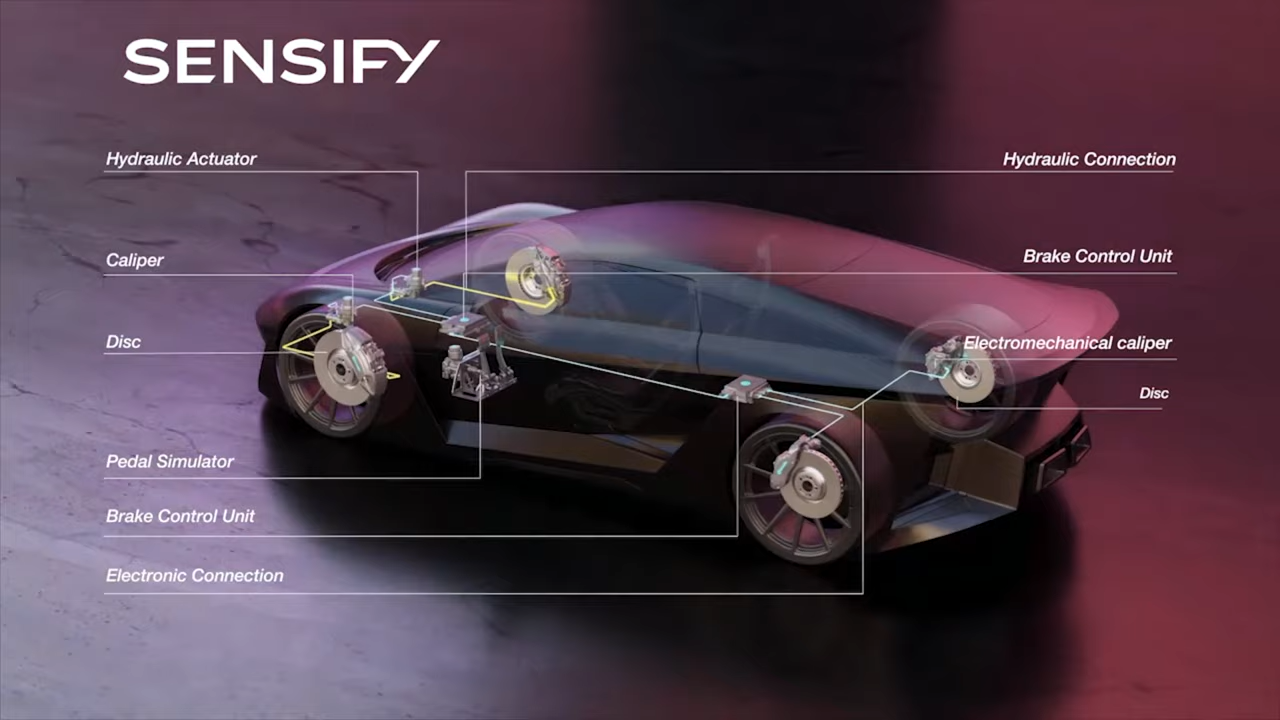 SENSIFY
Hydraulic Actuator
Hydraulic Connection
Caliper
Brake Control Unit
Disc
Electromechanical caliper
Disc
Pedal Simulator
Brake Control Unit
Electronic Connection